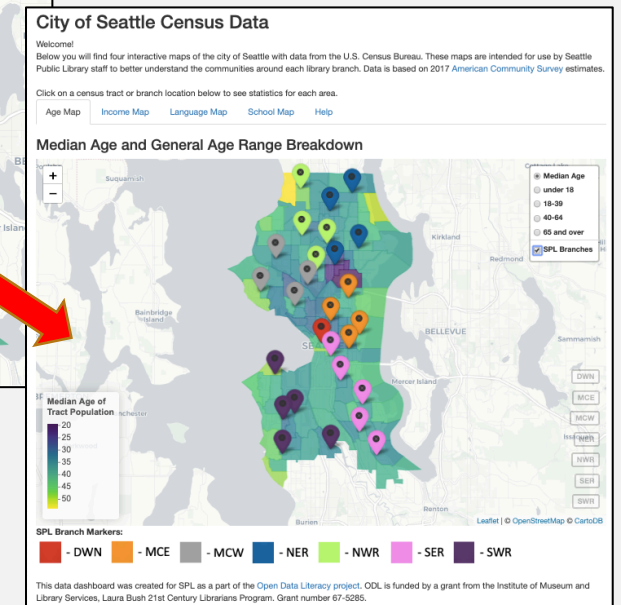 City of Seattle Census Data
Welcome!
Below you will find four interactive maps of the city of Seattle with data from the U.S. Census Bureau. These maps are intended for use by Seattle
Public Library staff to better understand the communities around each library branch. Data is based on 2017 American Community Survey estimates.
Click on a census tract or branch location below to see statistics for each area.
Age Map Income Map Language Map School Map Help
Median Age and General Age Range Breakdown
+
−
Suquamish
Median Age
under 18
18-39
40-64
65 and over
SPL Branches
Kirkland
Redmond
Bainbridge
Island
BELLEVUE
Sammamish
SE
Mercer Island
Median Age of
Tract Population
20
25
30
35
40
45
50
DWN
MCE
MCW
NER
NWR
SER
SWR
Renton
Burien
Leaflet | © OpenStreetMap © CartoDB
SPL Branch Markers:
- DWN - MCE - MCW - NER - NWR - SER - SWR
This data dashboard was created for SPL as a part of the Open Data Literacy project. ODL is funded by a grant from the Institute of Museum and
Library Services, Laura Bush 21st Century Librarians Program. Grant number 67-5285.